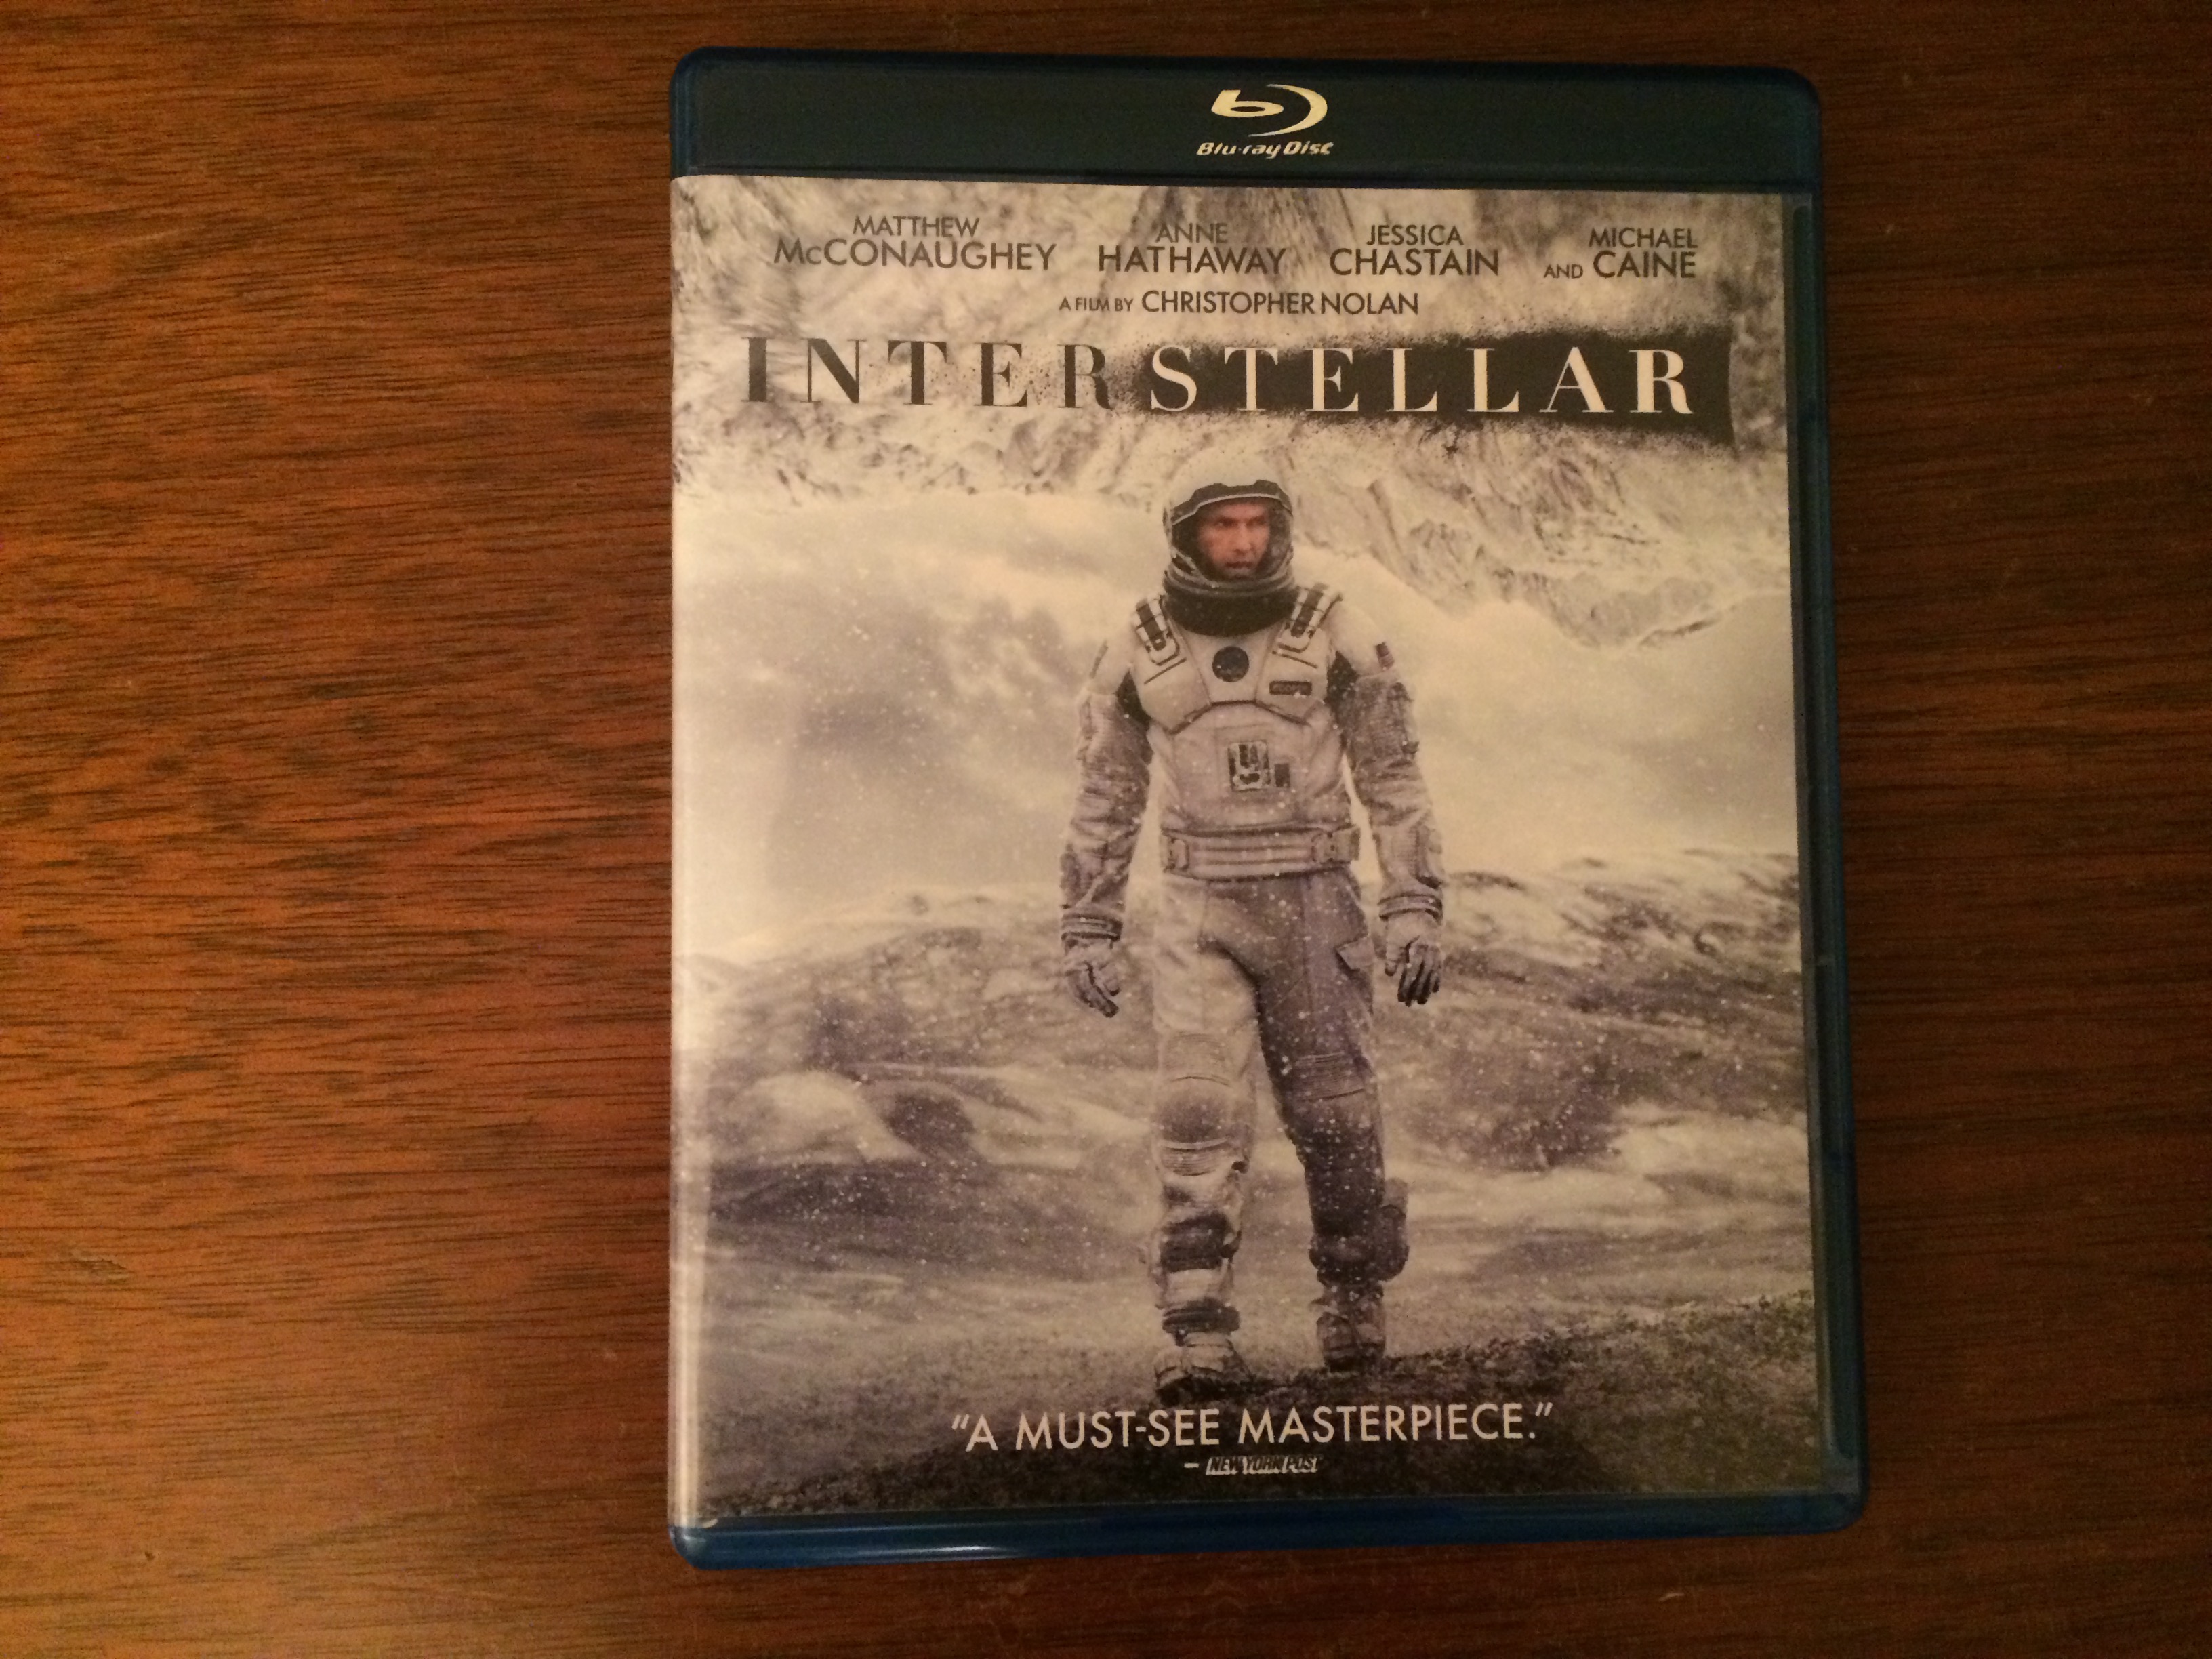 Blu-ray Disc
MATTHEW McCONAUGHEY
ANNE HATHAWAY
JESSICA CHASTAIN
AND MICHAEL CAINE
A FILM BY CHRISTOPHER NOLAN
INTERSTELLAR
“A MUST-SEE MASTERPIECE.”
– NEW YORK POST